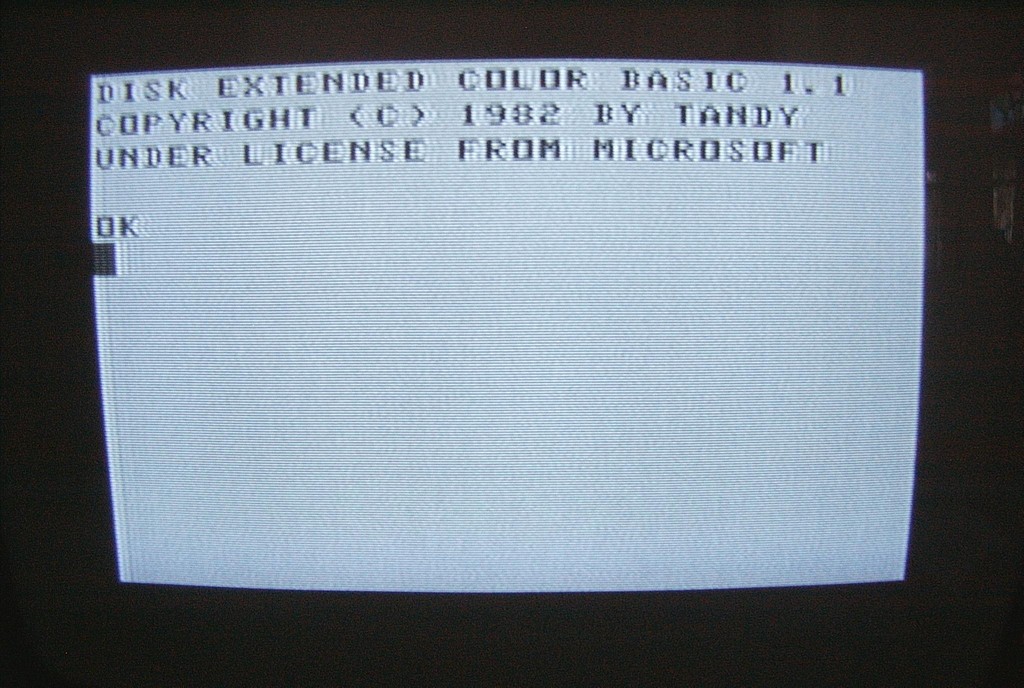 DISK EXTENDED COLOR BASIC 1.1
COPYRIGHT (C) 1982 BY TANDY
UNDER LICENSE FROM MICROSOFT
OK